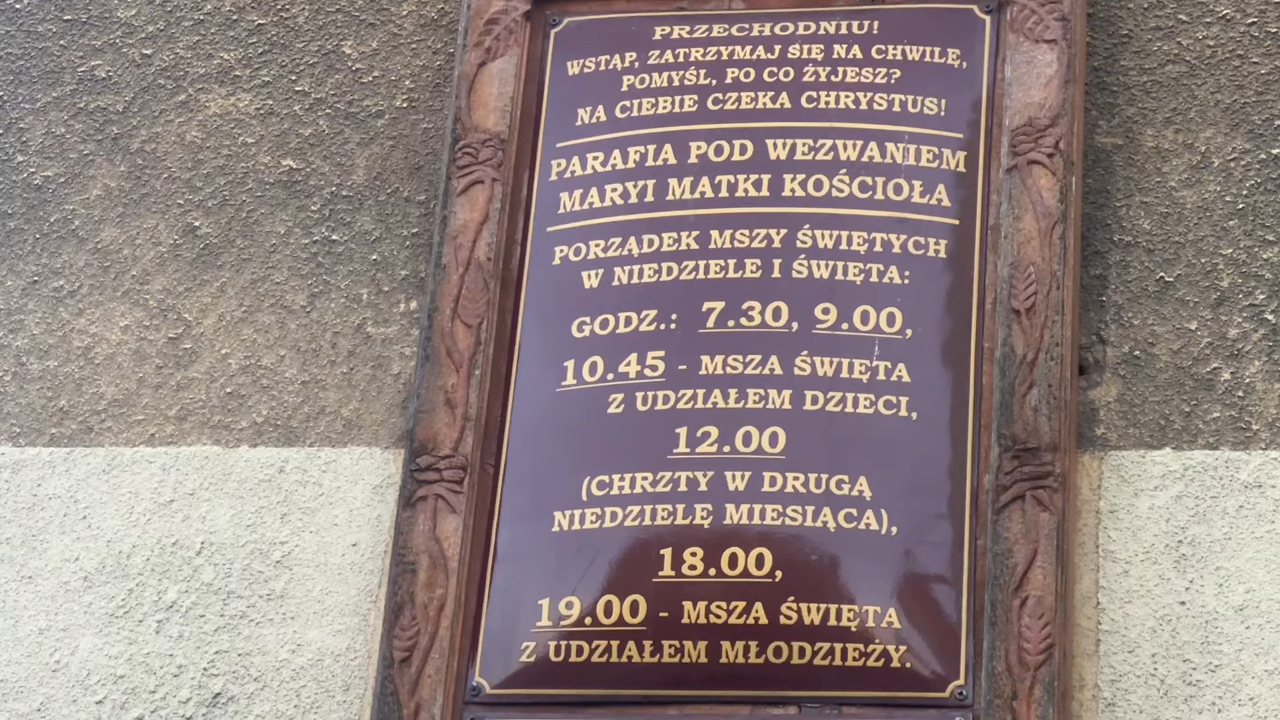 PRZECHODNIU!
WSTĄP, ZATRZYMAJ SIĘ NA CHWILĘ,
POMYŚL, PO CO ŻYJESZ?
NA CIEBIE CZEKA CHRYSTUS!
PARAFIA POD WEZWANIEM
MARYI MATKI KOŚCIOŁA
PORZĄDEK MSZY ŚWIĘTYCH
W NIEDZIELE I ŚWIĘTA:
GODZ.: 7.30, 9.00,
10.45 - MSZA ŚWIĘTA
Z UDZIAŁEM DZIECI,
12.00
(CHRZTY W DRUGĄ
NIEDZIELĘ MIESIĄCA),
18.00,
19.00 - MSZA ŚWIĘTA
Z UDZIAŁEM MŁODZIEŻY.